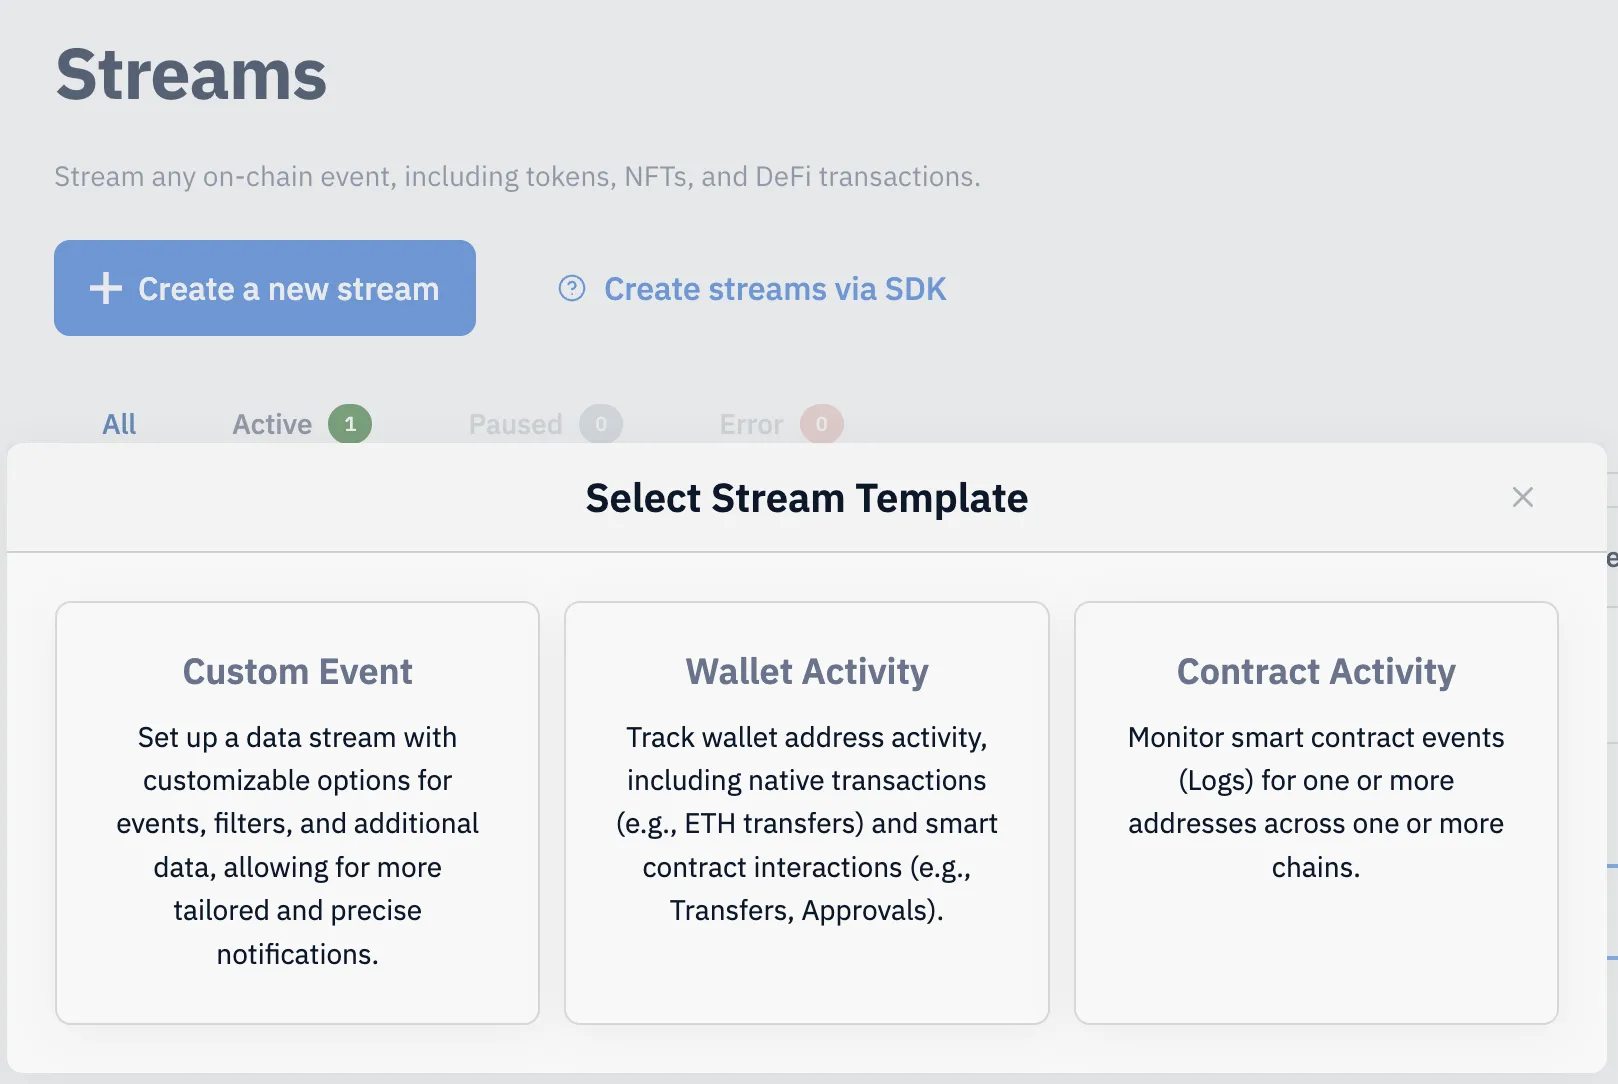 Streams
Stream any on-chain event, including tokens, NFTs, and DeFi transactions.
Create a new stream
Create streams via SDK
All
Active 1
Paused 0
Error 0
Select Stream Template
Custom Event
Set up a data stream with
customizable options for
events, filters, and additional
data, allowing for more
tailored and precise
notifications.
Wallet Activity
Track wallet address activity,
including native transactions
(e.g., ETH transfers) and smart
contract interactions (e.g.,
Transfers, Approvals).
Contract Activity
Monitor smart contract events
(Logs) for one or more
addresses across one or more
chains.